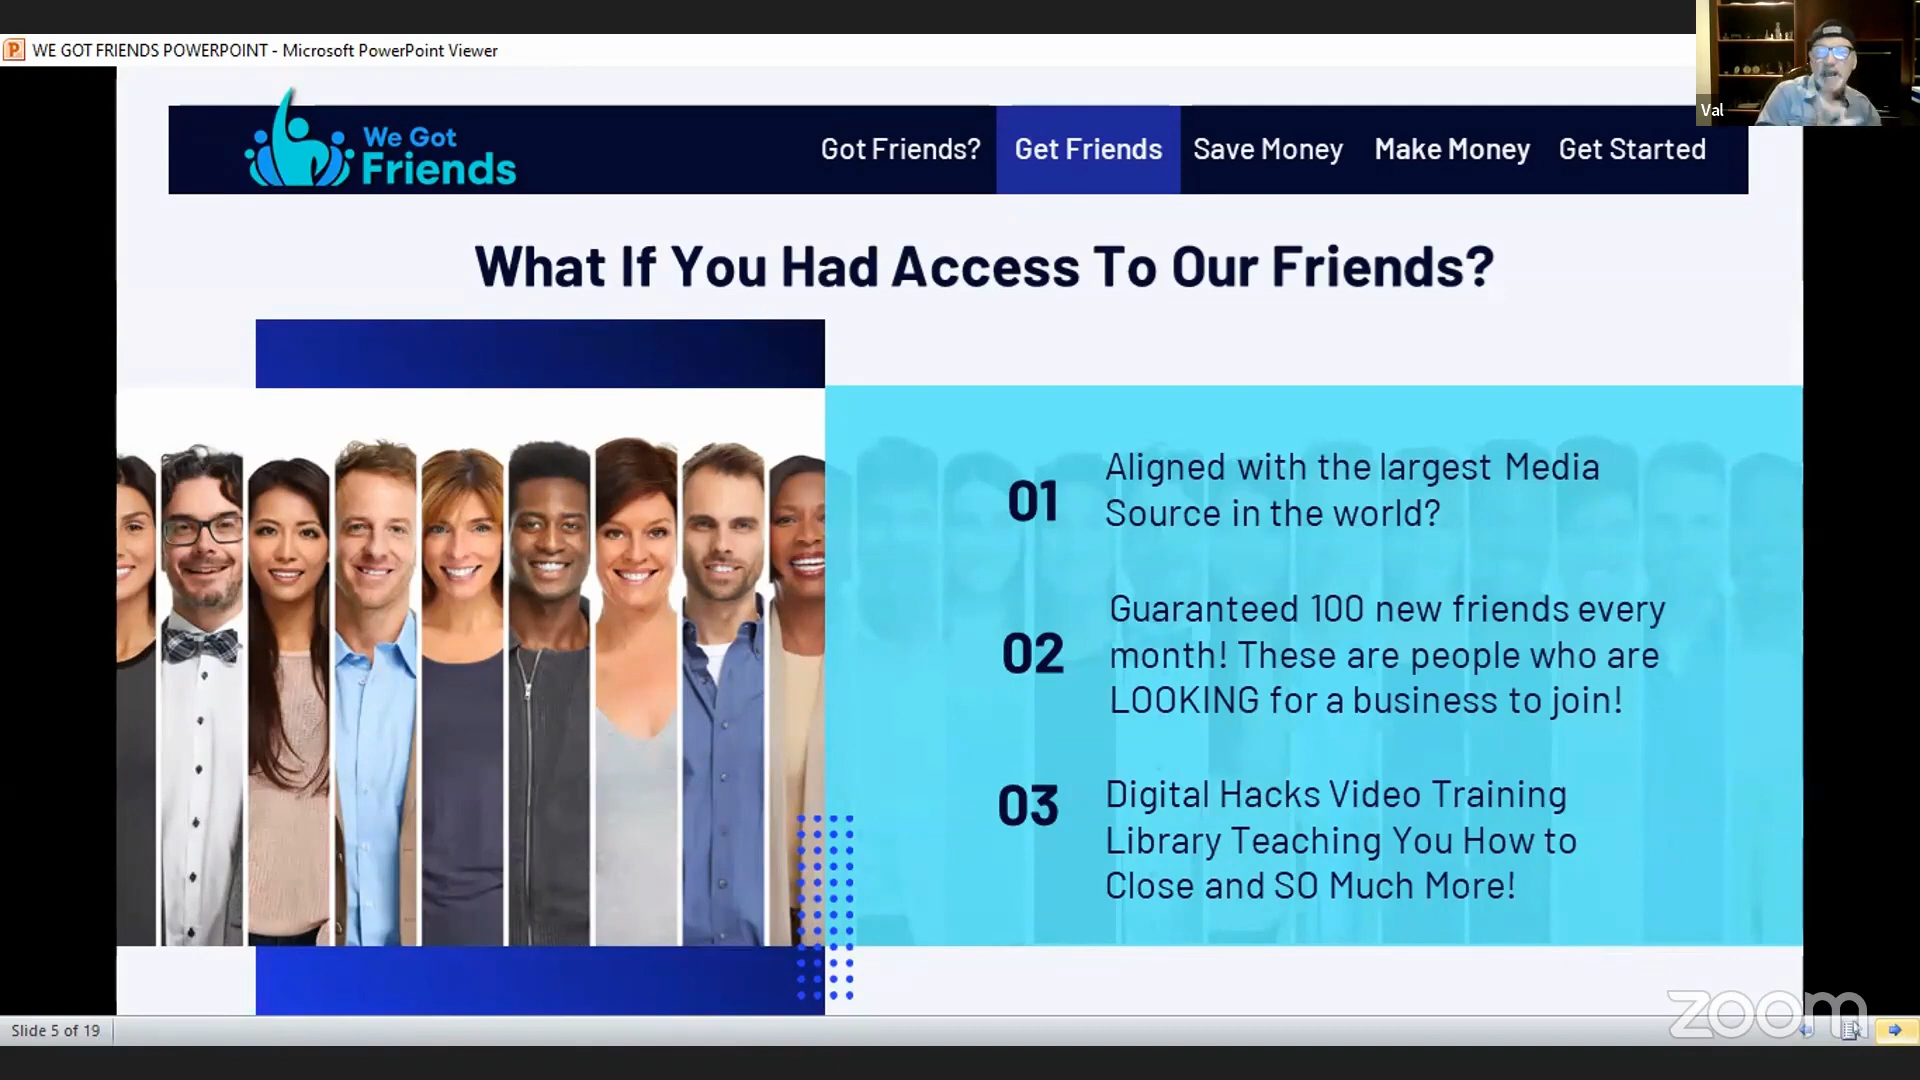 WE GOT FRIENDS POWERPOINT - Microsoft PowerPoint Viewer
Val
We Got
Friends
Got Friends? Get Friends Save Money Make Money Get Started
What If You Had Access To Our Friends?
01
Aligned with the largest Media
Source in the world?
02
Guaranteed 100 new friends every
month! These are people who are
LOOKING for a business to join!
03
Digital Hacks Video Training
Library Teaching You How to
Close and SO Much More!
Slide 5 of 19
zoom